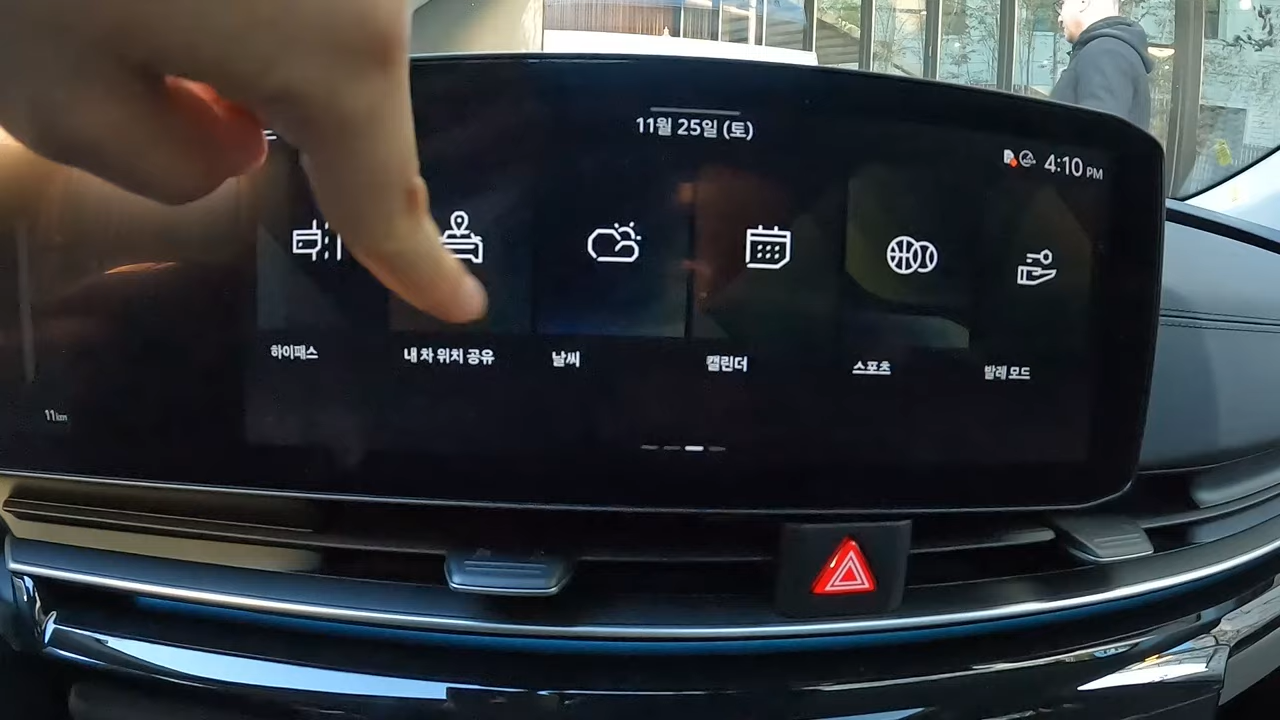 11월 25일 (토)
4:10 PM
하이패스
내 차 위치 공유
날씨
캘린더
스포츠
발레 모드
11km